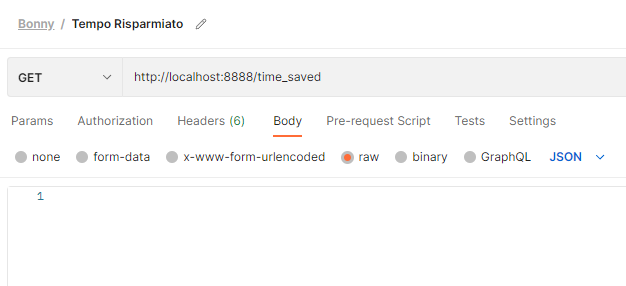 Bonny / Tempo Risparmiato
GET http://localhost:8888/time_saved
Params Authorization Headers (6) Body Pre-request Script Tests Settings
none form-data x-www-form-urlencoded raw binary GraphQL JSON
1